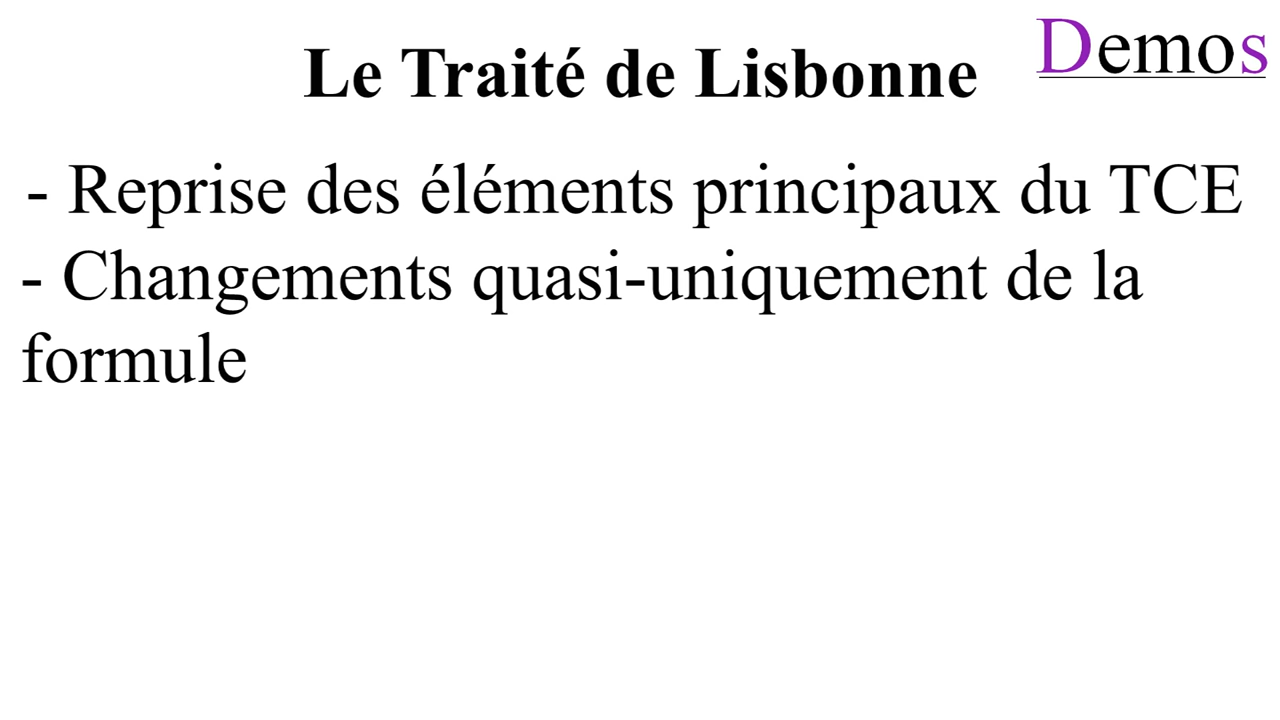 Demos
Le Traité de Lisbonne
- Reprise des éléments principaux du TCE
- Changements quasi-uniquement de la
formule